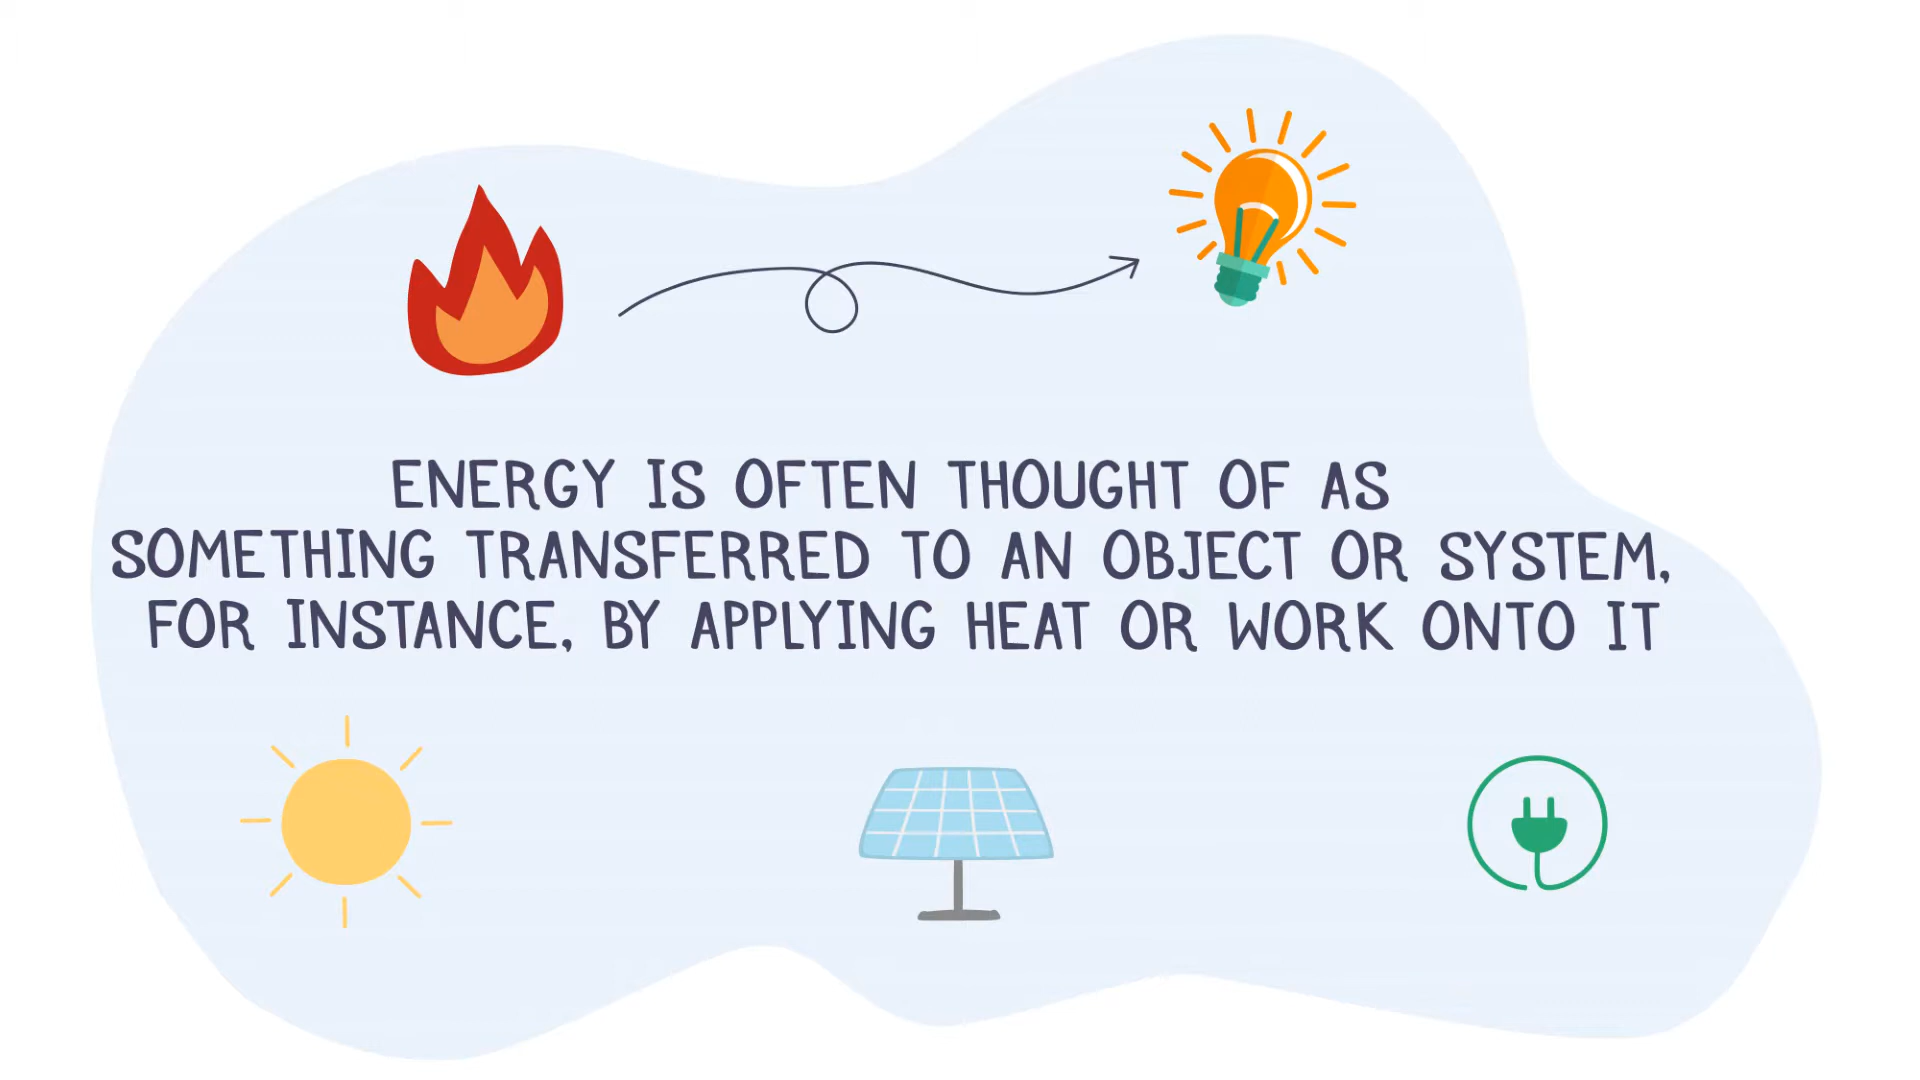 ENERGY IS OFTEN THOUGHT OF AS
SOMETHING TRANSFERRED TO AN OBJECT OR SYSTEM,
FOR INSTANCE, BY APPLYING HEAT OR WORK ONTO IT